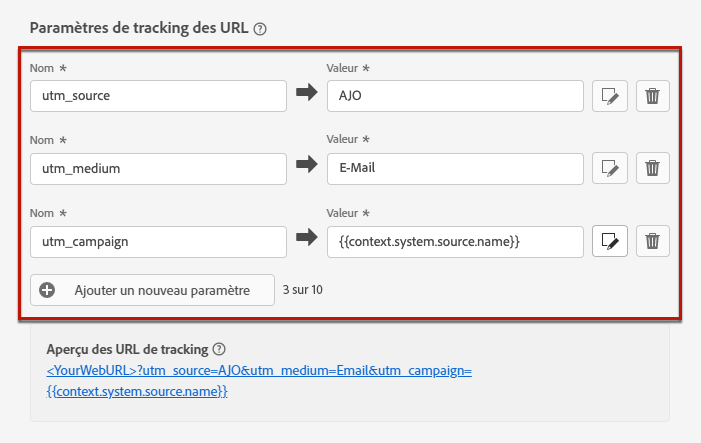 Paramètres de tracking des URL ?
Nom * Valeur *
utm_source AJO
Nom * Valeur *
utm_medium E-Mail
Nom * Valeur *
utm_campaign {{context.system.source.name}}
Ajouter un nouveau paramètre 3 sur 10
Aperçu des URL de tracking ?
<YourWebURL>?utm_source=AJO&utm_medium=Email&utm_campaign=
{{context.system.source.name}}